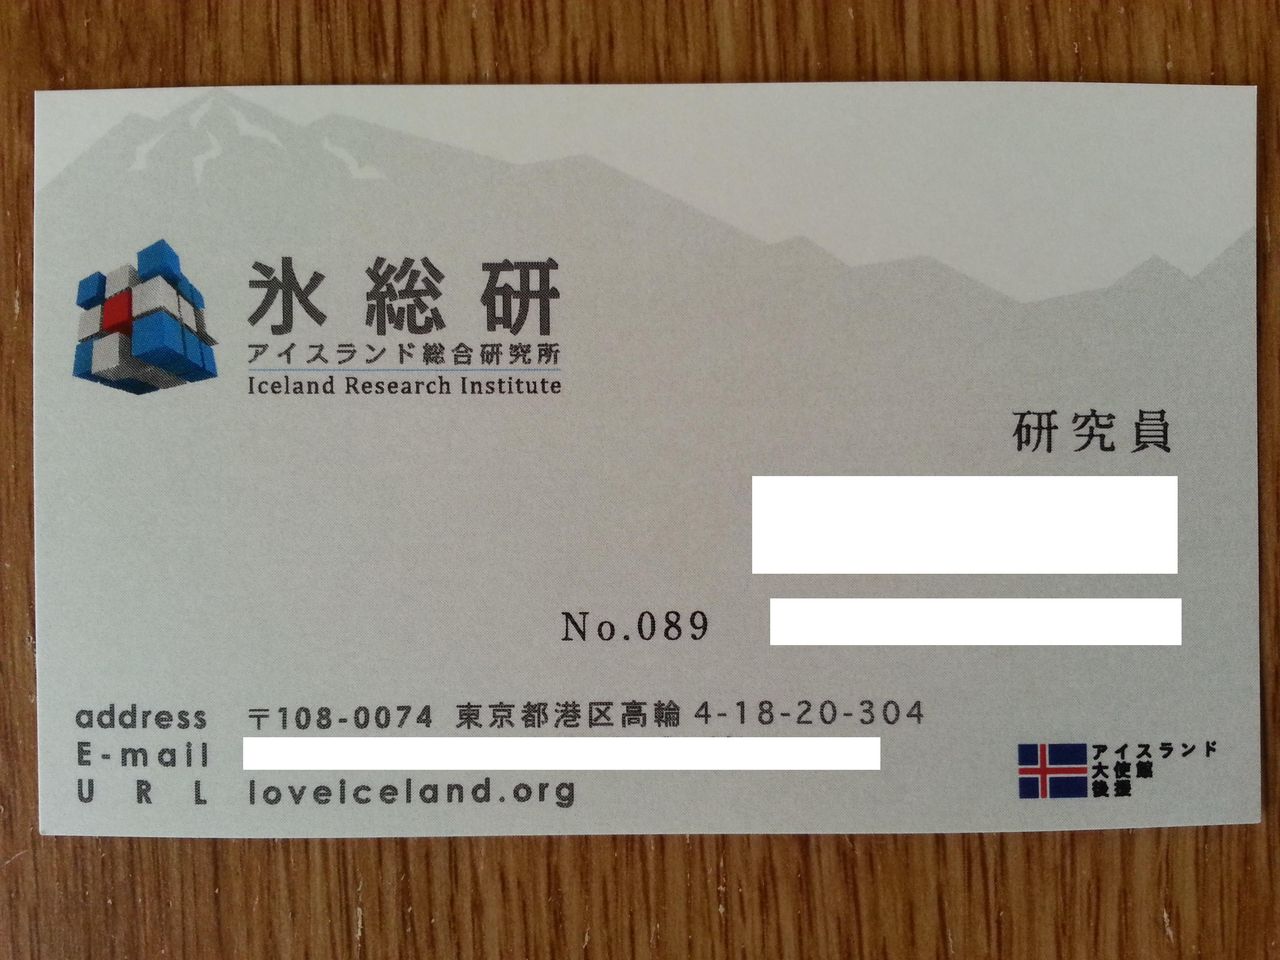 氷総研
アイスランド総合研究所
Iceland Research Institute
研究員
No.089
address 〒108-0074 東京都港区高輪 4-18-20-304
E-mail
URL loveiceland.org
アイスランド
大使館
後援